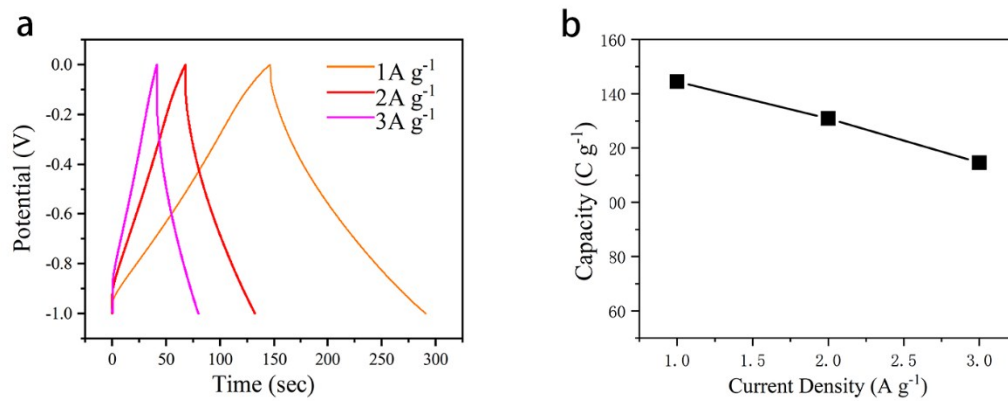 a
0.0
-0.2
-0.4
-0.6
-0.8
-1.0
Potential (V)
1A g⁻¹
2A g⁻¹
3A g⁻¹
0 50 100 150 200 250 300
Time (sec)
b
160
140
20
00
80
60
Capacity (C g⁻¹)
1.0 1.5 2.0 2.5 3.0
Current Density (A g⁻¹)